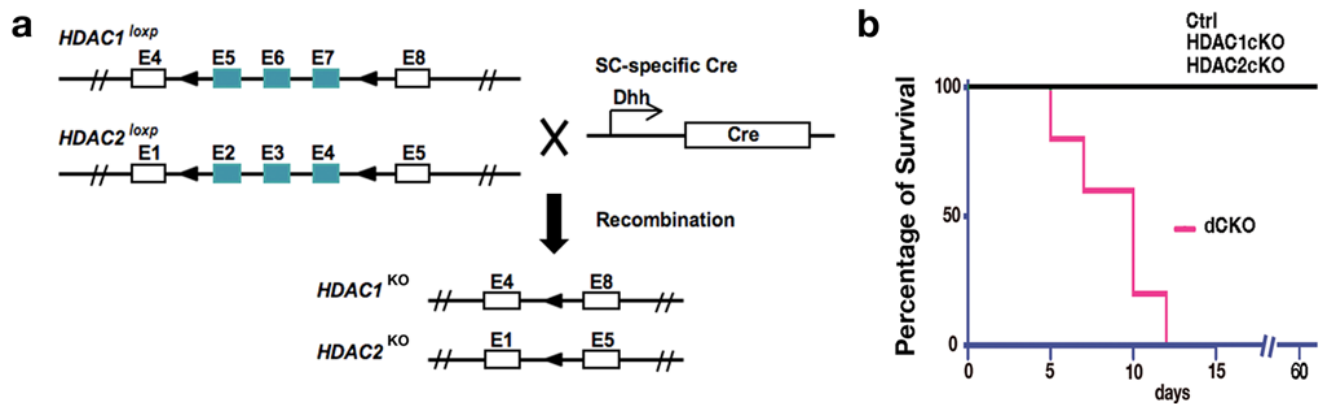 a
HDAC1 loxp
E4 E5 E6 E7 E8
HDAC2 loxp
E1 E2 E3 E4 E5
SC-specific Cre
Dhh
Cre
Recombination
HDAC1 KO
E4 E8
HDAC2 KO
E1 E5
b
Ctrl
HDAC1cKO
HDAC2cKO
Percentage of Survival
100
50
0
dCKO
0 5 10 15 60
days